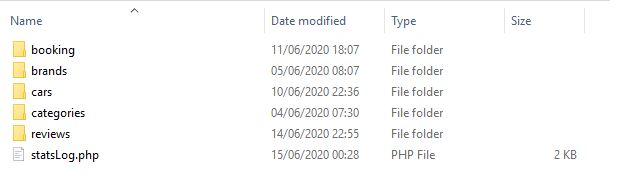 Name Date modified Type Size
booking 11/06/2020 18:07 File folder
brands 05/06/2020 08:07 File folder
cars 10/06/2020 22:36 File folder
categories 04/06/2020 07:30 File folder
reviews 14/06/2020 22:55 File folder
statsLog.php 15/06/2020 00:28 PHP File 2 KB